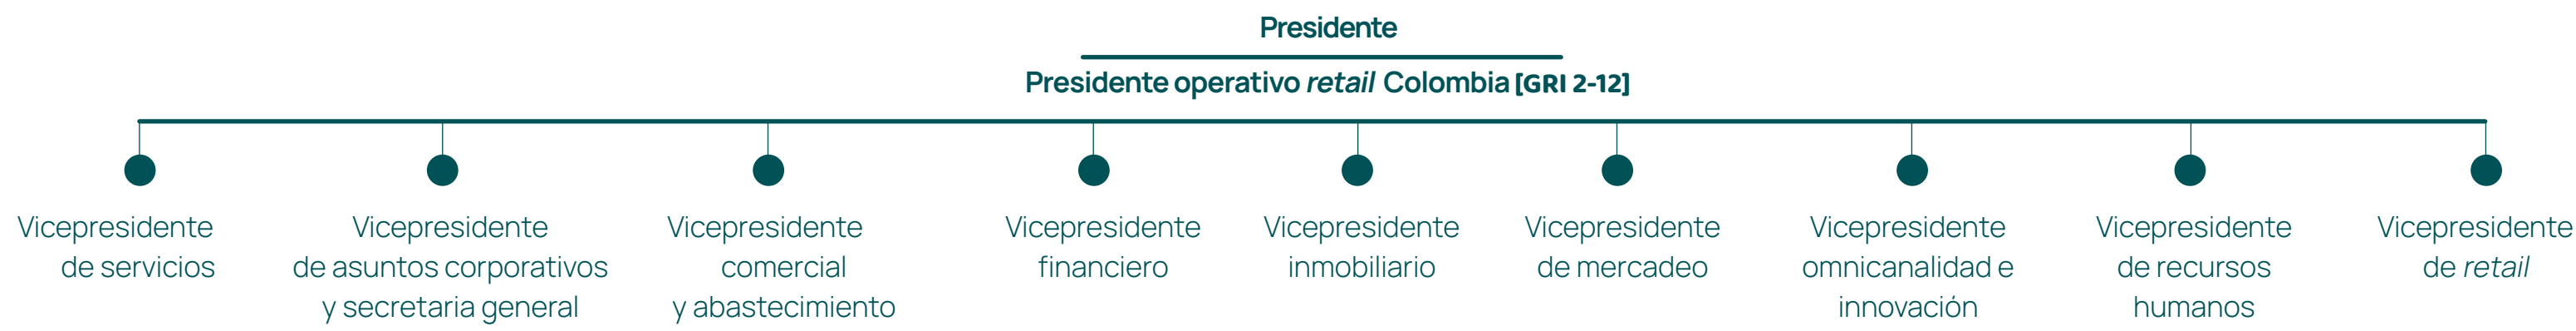 Presidente
Presidente operativo retail Colombia [GRI 2-12]
Vicepresidente
de servicios
Vicepresidente
de asuntos corporativos
y secretaria general
Vicepresidente
comercial
y abastecimiento
Vicepresidente
financiero
Vicepresidente
inmobiliario
Vicepresidente
de mercadeo
Vicepresidente
omnicanalidad e
innovación
Vicepresidente
de recursos
humanos
Vicepresidente
de retail